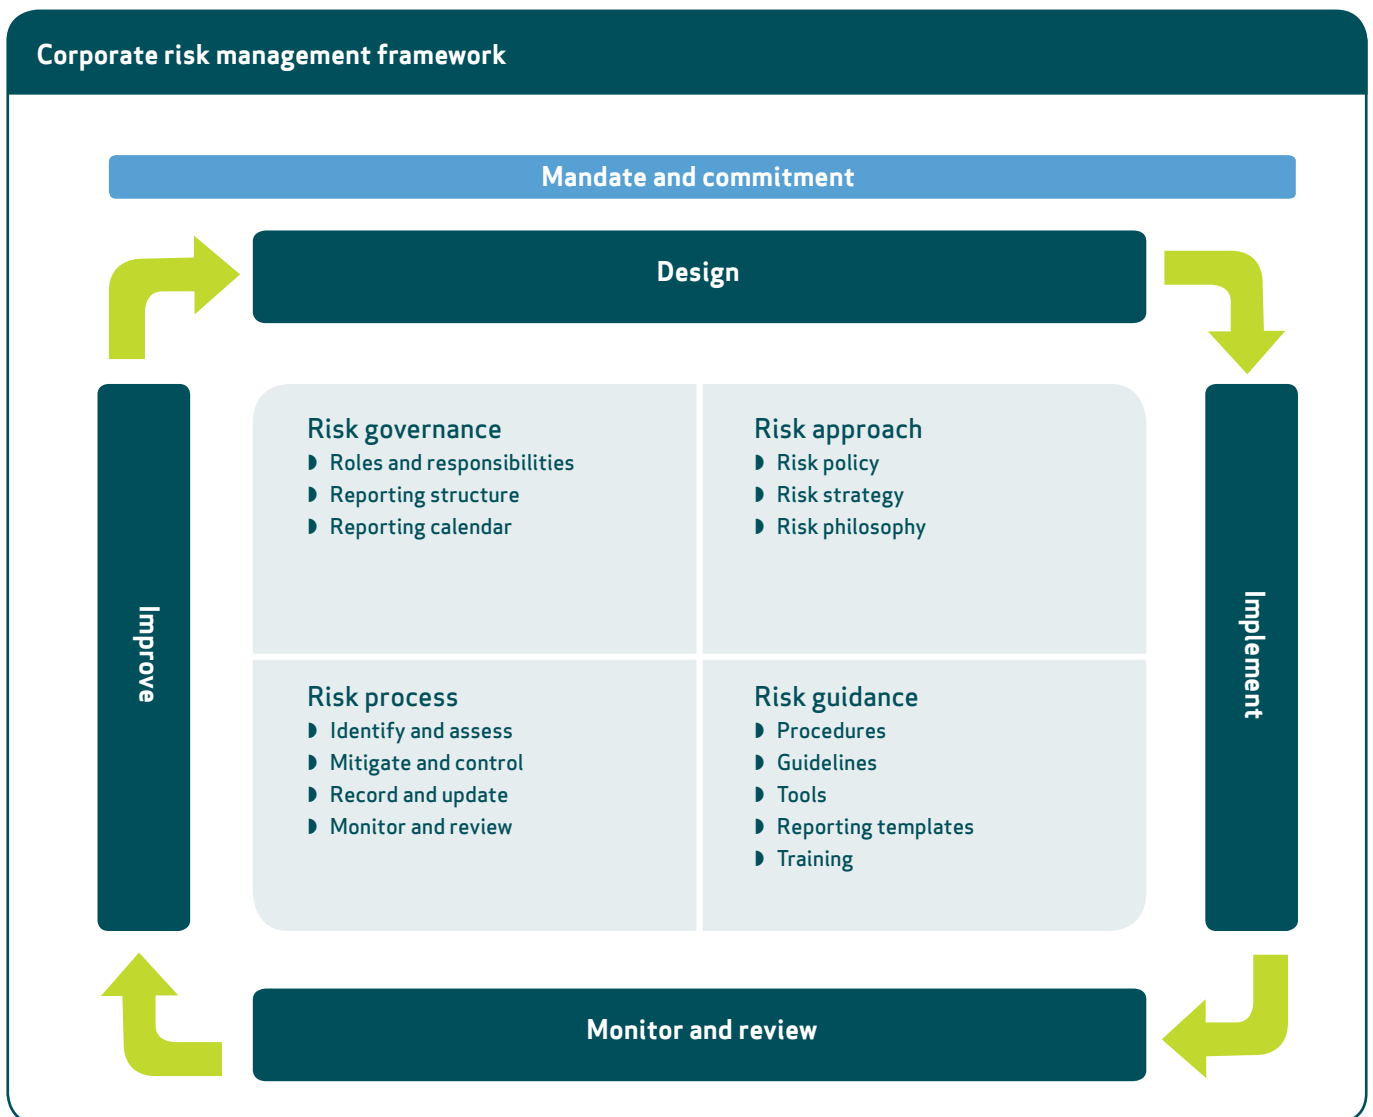 Corporate risk management framework
Mandate and commitment
Design
Improve
Risk governance
◗ Roles and responsibilities
◗ Reporting structure
◗ Reporting calendar
Risk approach
◗ Risk policy
◗ Risk strategy
◗ Risk philosophy
Risk process
◗ Identify and assess
◗ Mitigate and control
◗ Record and update
◗ Monitor and review
Risk guidance
◗ Procedures
◗ Guidelines
◗ Tools
◗ Reporting templates
◗ Training
Implement
Monitor and review